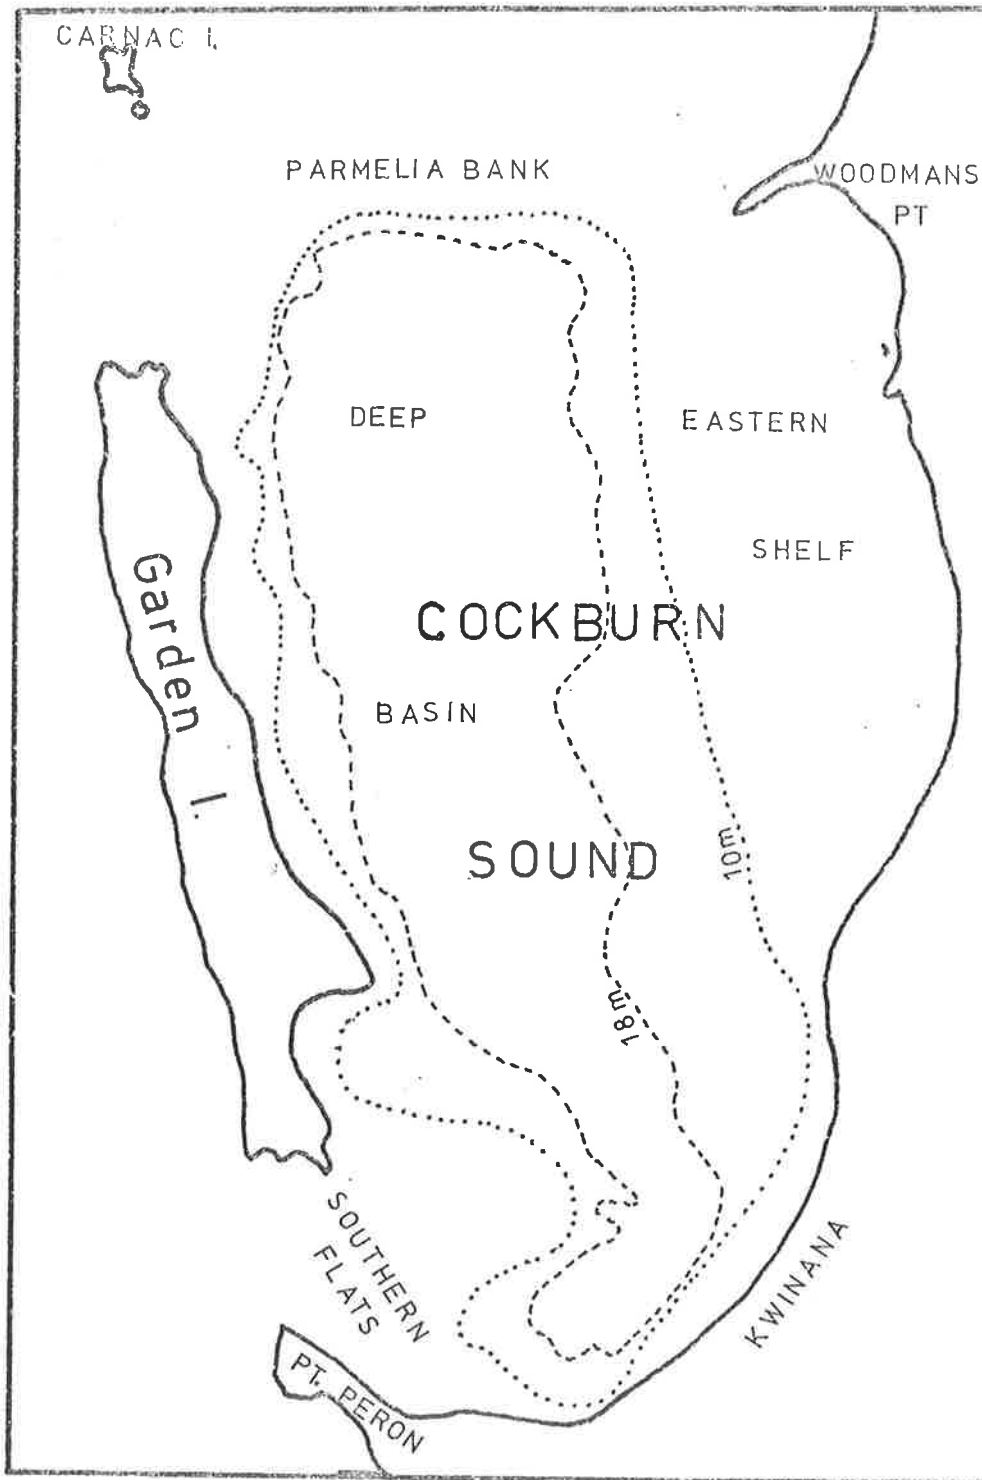 CARNAC I.
PARMELIA BANK
WOODMANS
PT
DEEP
EASTERN
SHELF
Garden I.
COCKBURN
BASIN
SOUND
10m
18m
SOUTHERN
FLATS
KWINANA
PT. PERON